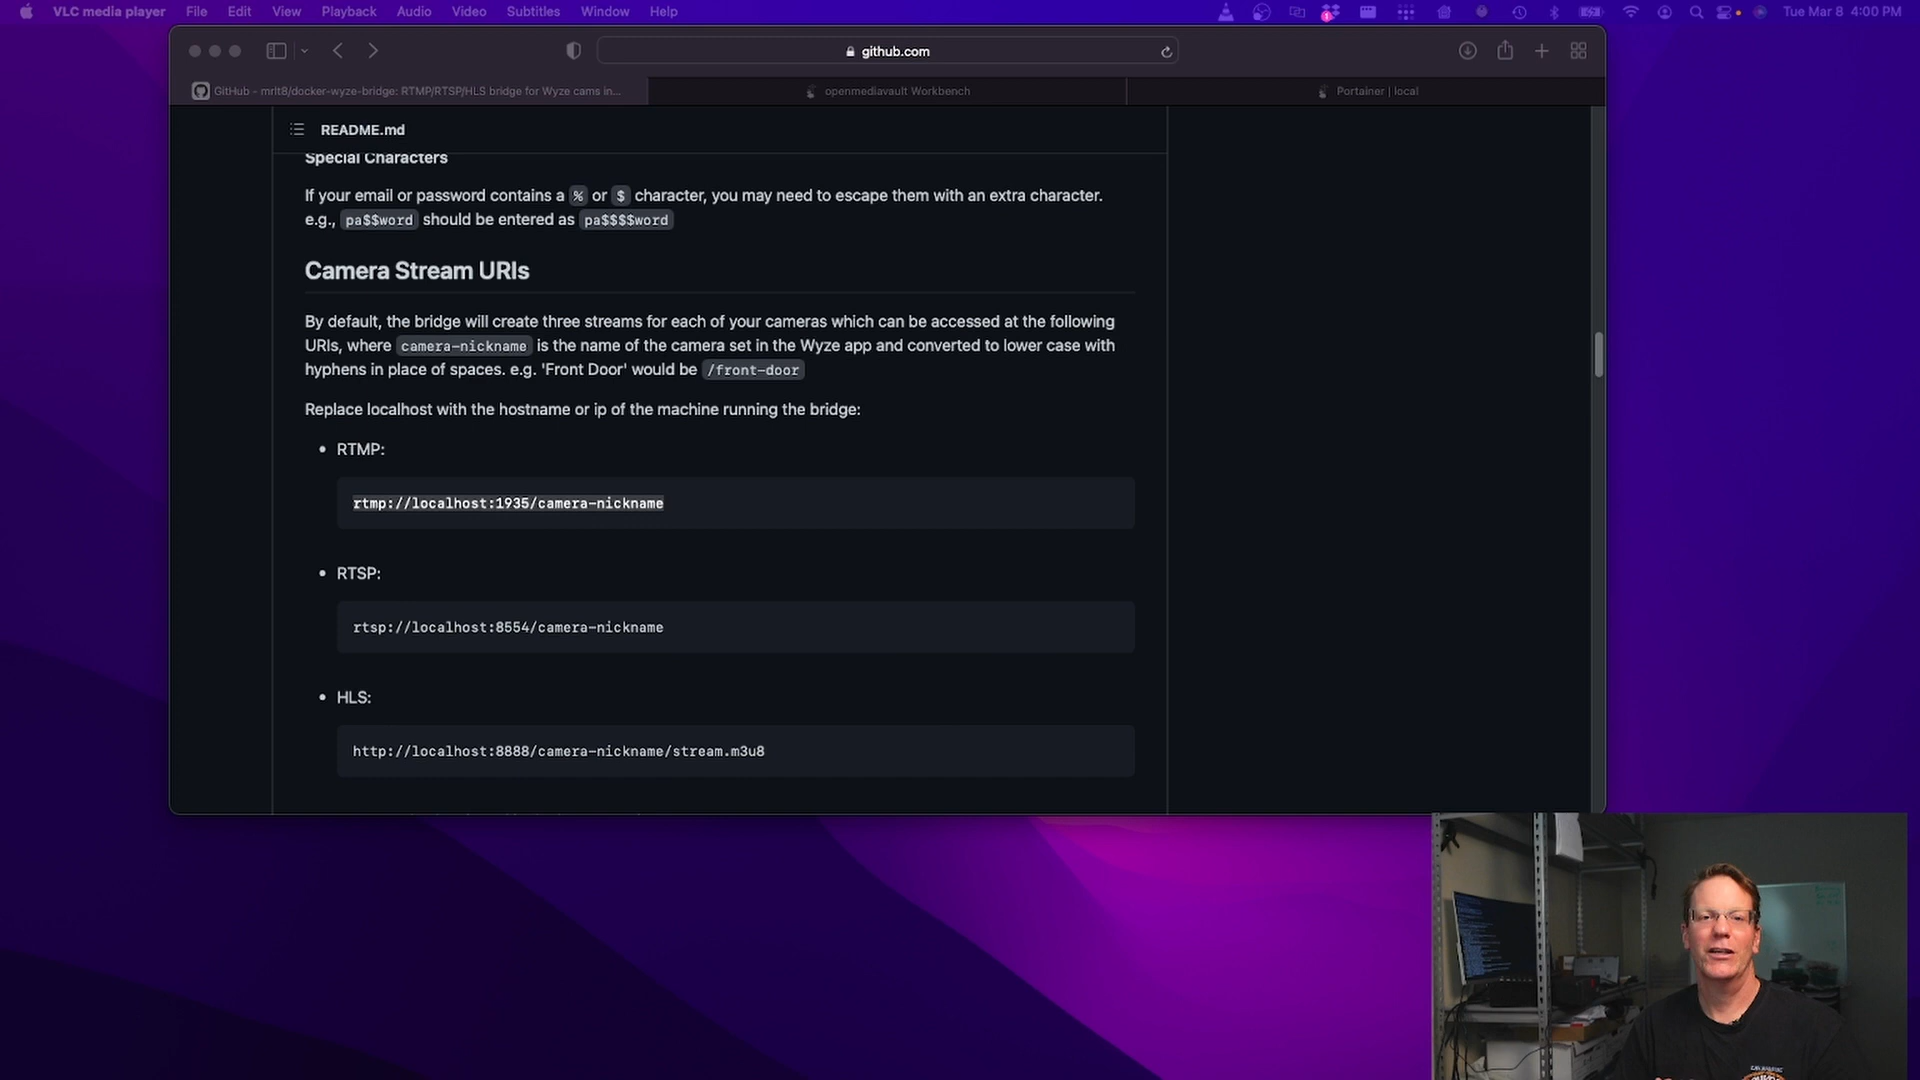 VLC media player File Edit View Playback Audio Video Subtitles Window Help Tue Mar 8 4:00 PM
github.com
GitHub - mrlt8/docker-wyze-bridge: RTMP/RTSP/HLS bridge for Wyze cams in... openmediavault Workbench Portainer | local
README.md
Special Characters
If your email or password contains a % or $ character, you may need to escape them with an extra character.
e.g., pa$$word should be entered as pa$$$$word
Camera Stream URIs
By default, the bridge will create three streams for each of your cameras which can be accessed at the following
URIs, where camera-nickname is the name of the camera set in the Wyze app and converted to lower case with
hyphens in place of spaces. e.g. 'Front Door' would be /front-door
Replace localhost with the hostname or ip of the machine running the bridge:
• RTMP:
rtmp://localhost:1935/camera-nickname
• RTSP:
rtsp://localhost:8554/camera-nickname
• HLS:
http://localhost:8888/camera-nickname/stream.m3u8